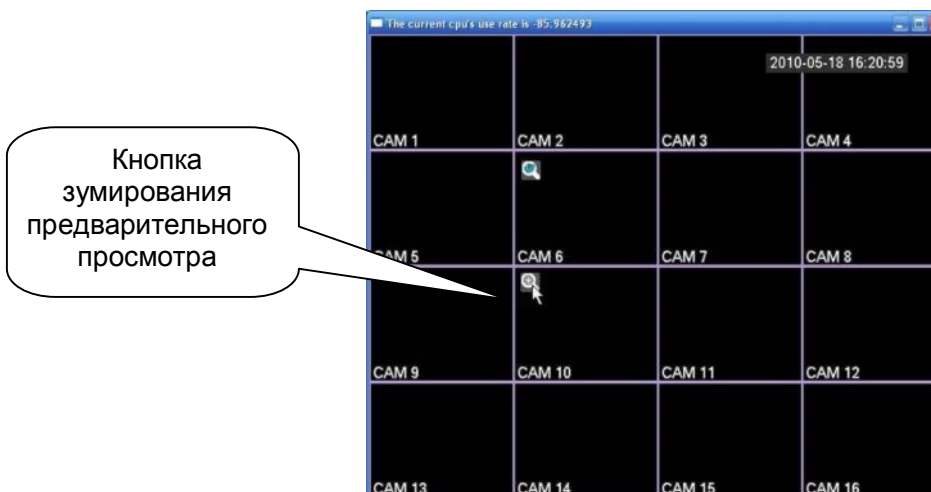 The current cpu's use rate is -85.962493
2010-05-18 16:20:59
CAM 1 CAM 2 CAM 3 CAM 4
Кнопка
зумирования
предварительного
просмотра
CAM 5 CAM 6 CAM 7 CAM 8
CAM 9 CAM 10 CAM 11 CAM 12
CAM 13 CAM 14 CAM 15 CAM 16